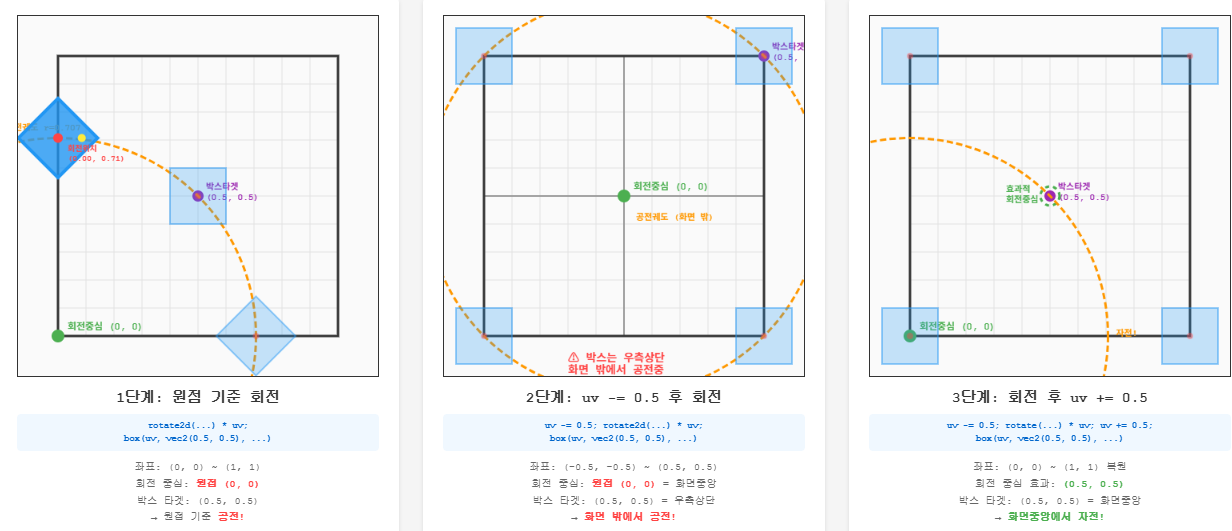 회전박스
(0.00, 0.71)
박스타겟
(0.5, 0.5)
회전중심 (0, 0)
1단계: 원점 기준 회전
rotate2d(...) * uv;
box(uv, vec2(0.5, 0.5), ...)
좌표: (0, 0) ~ (1, 1)
회전 중심: 원점 (0, 0)
박스 타겟: (0.5, 0.5)
→ 원점 기준 공전!
박스타겟
(0.5,
회전중심 (0, 0)
공전궤도 (화면 밖)
⚠ 박스는 우측상단
화면 밖에서 공전중
2단계: uv -= 0.5 후 회전
uv -= 0.5; rotate2d(...) * uv;
box(uv, vec2(0.5, 0.5), ...)
좌표: (-0.5, -0.5) ~ (0.5, 0.5)
회전 중심: 원점 (0, 0) = 화면중앙
박스 타겟: (0.5, 0.5) = 우측상단
→ 화면 밖에서 공전!
효과적
회전중심
박스타겟
(0.5, 0.5)
회전중심 (0, 0)
자전!
3단계: 회전 후 uv += 0.5
uv -= 0.5; rotate(...) * uv; uv += 0.5;
box(uv, vec2(0.5, 0.5), ...)
좌표: (0, 0) ~ (1, 1) 복원
회전 중심 효과: (0.5, 0.5)
박스 타겟: (0.5, 0.5) = 화면중앙
→ 화면중앙에서 자전!